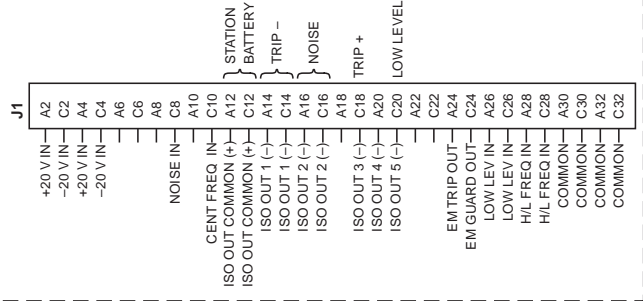 J1
+20 V IN A2
−20 V IN C2
+20 V IN A4
−20 V IN C4
A6
C6
A8
NOISE IN C8
A10
CENT FREQ IN C10
ISO OUT COMMON (+) A12 STATION
ISO OUT COMMON (+) C12 BATTERY
ISO OUT 1 (−) A14 TRIP −
ISO OUT 1 (−) C14
ISO OUT 2 (−) A16 NOISE
ISO OUT 2 (−) C16
A18
ISO OUT 3 (−) C18 TRIP +
ISO OUT 4 (−) A20
ISO OUT 5 (−) C20 LOW LEVEL
A22
C22
EM TRIP OUT A24
EM GUARD OUT C24
LOW LEV IN A26
LOW LEV IN C26
H/L FREQ IN A28
H/L FREQ IN C28
COMMON A30
COMMON C30
COMMON A32
COMMON C32